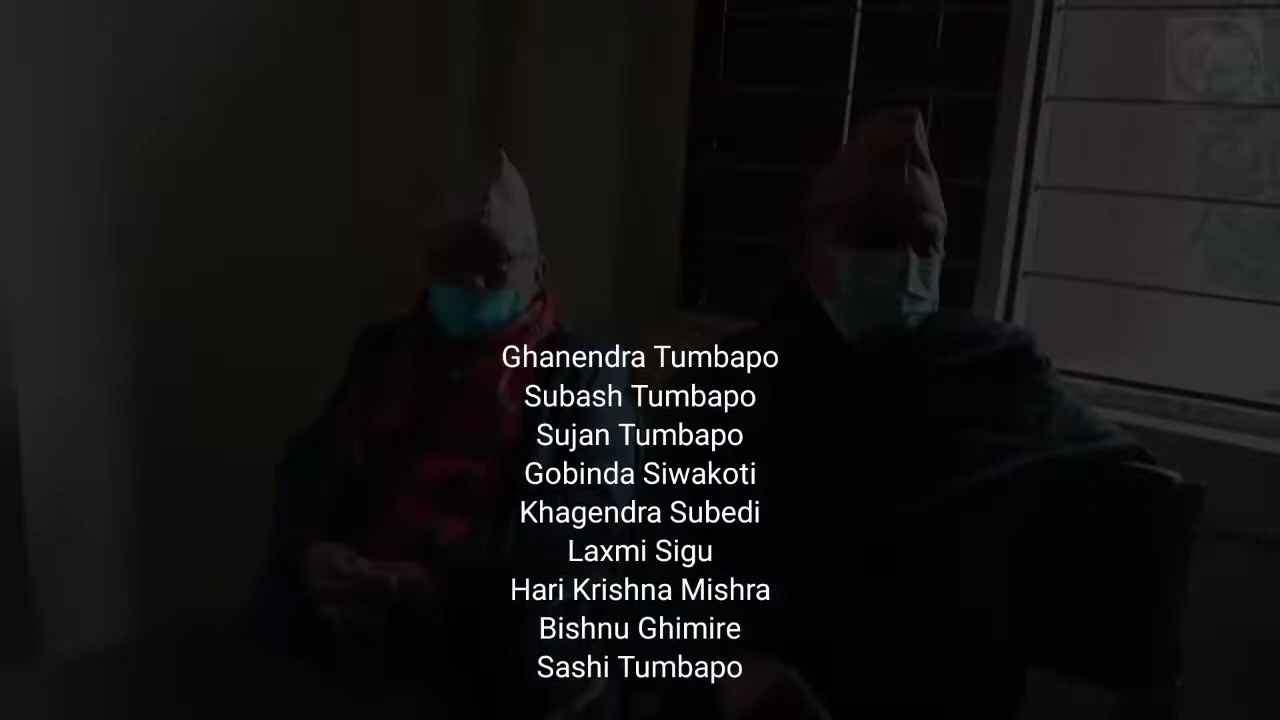 Ghanendra Tumbapo
Subash Tumbapo
Sujan Tumbapo
Gobinda Siwakoti
Khagendra Subedi
Laxmi Sigu
Hari Krishna Mishra
Bishnu Ghimire
Sashi Tumbapo